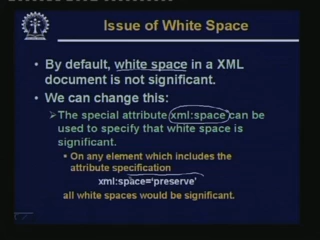 Issue of White Space
• By default, white space in a XML
document is not significant.
• We can change this:
➢The special attribute xml:space can be
used to specify that white space is
significant.
• On any element which includes the
attribute specification
xml:space='preserve'
all white spaces would be significant.